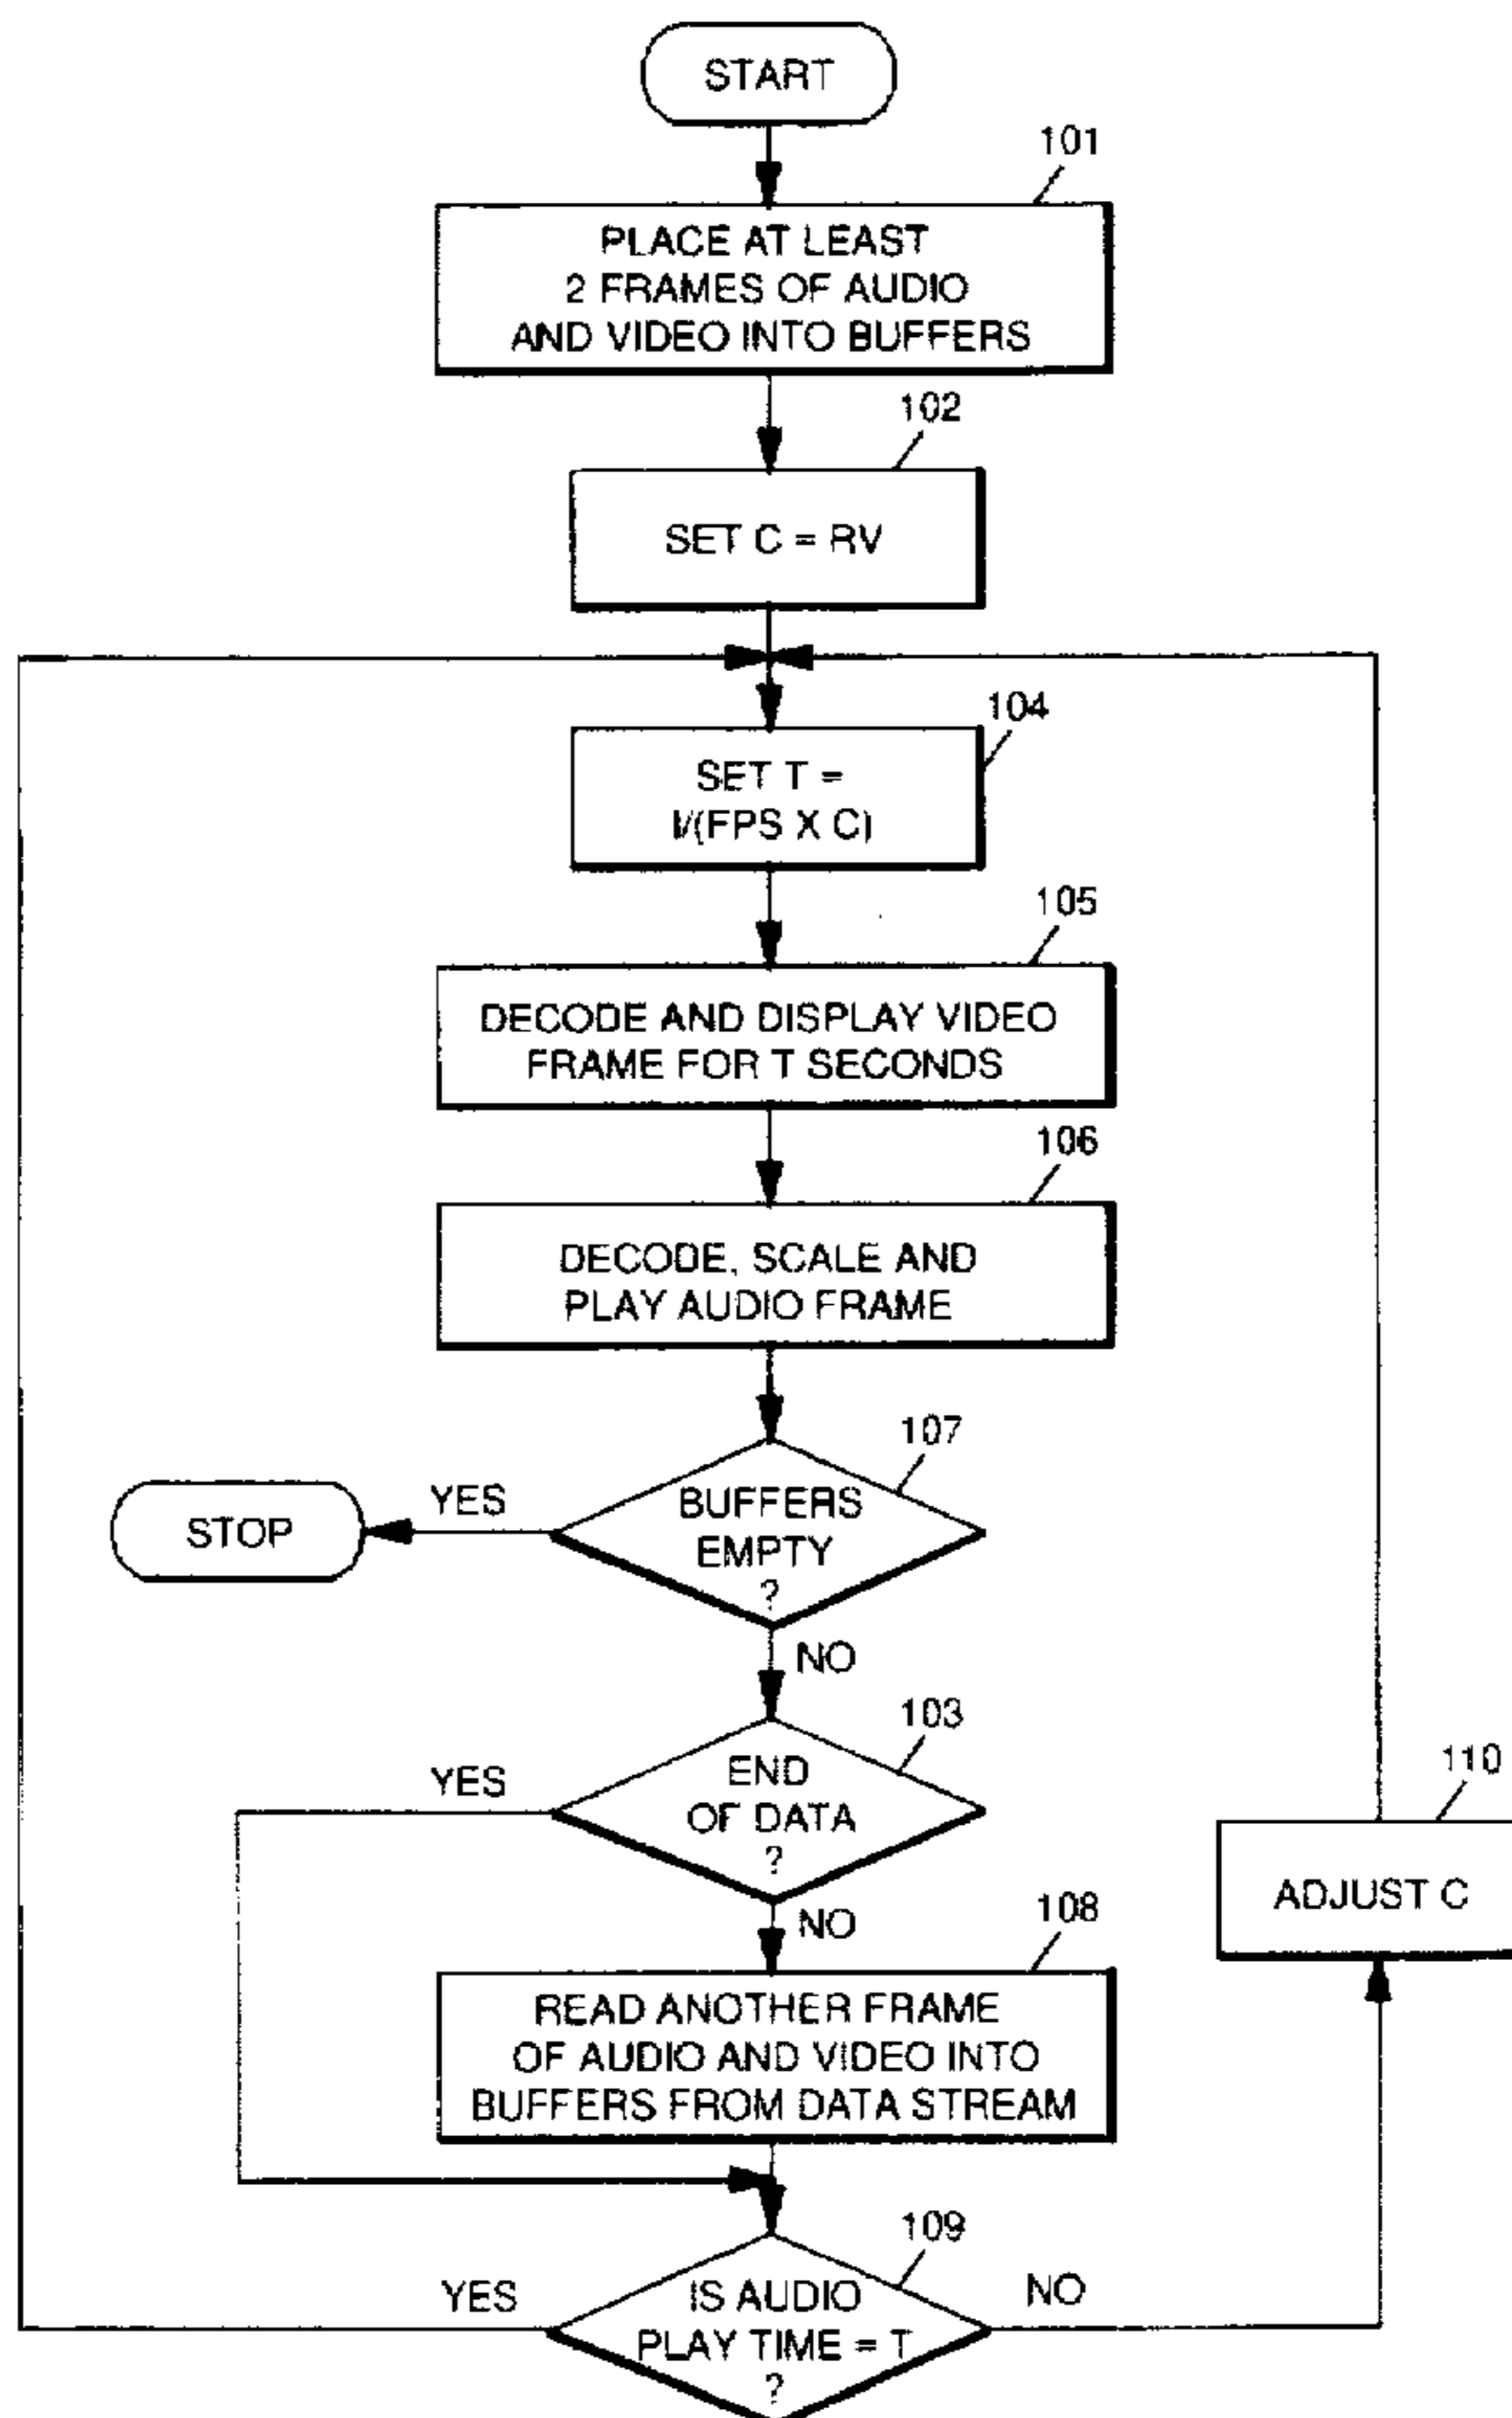 START
101
PLACE AT LEAST
2 FRAMES OF AUDIO
AND VIDEO INTO BUFFERS
102
SET C = RV
104
SET T =
I/(FPS X C)
105
DECODE AND DISPLAY VIDEO
FRAME FOR T SECONDS
106
DECODE, SCALE AND
PLAY AUDIO FRAME
107
BUFFERS
EMPTY
?
YES
STOP
NO
103
END
OF DATA
?
YES
NO
108
READ ANOTHER FRAME
OF AUDIO AND VIDEO INTO
BUFFERS FROM DATA STREAM
110
ADJUST C
109
IS AUDIO
PLAY TIME = T
?
YES
NO